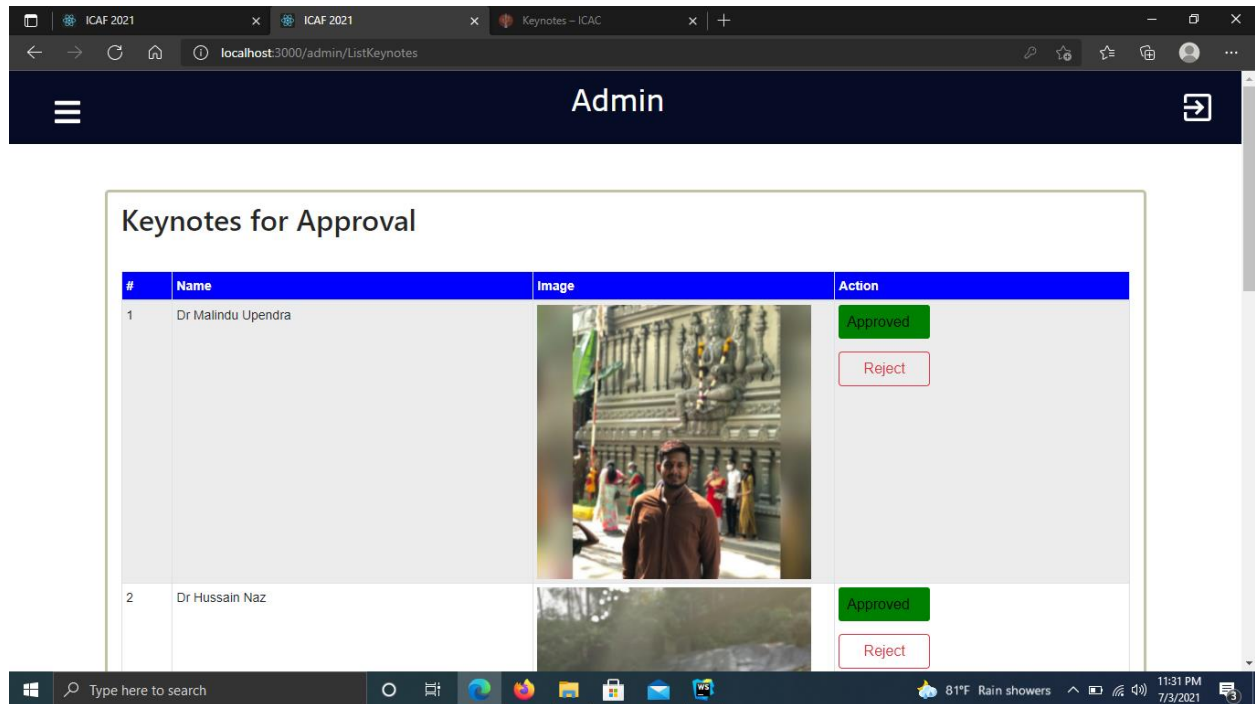 ICAF 2021
ICAF 2021
Keynotes – ICAC
localhost:3000/admin/ListKeynotes
Admin
Keynotes for Approval
# Name Image Action
1 Dr Malindu Upendra Approved
Reject
2 Dr Hussain Naz Approved
Reject
Type here to search
WS
81°F Rain showers
11:31 PM
7/3/2021
3